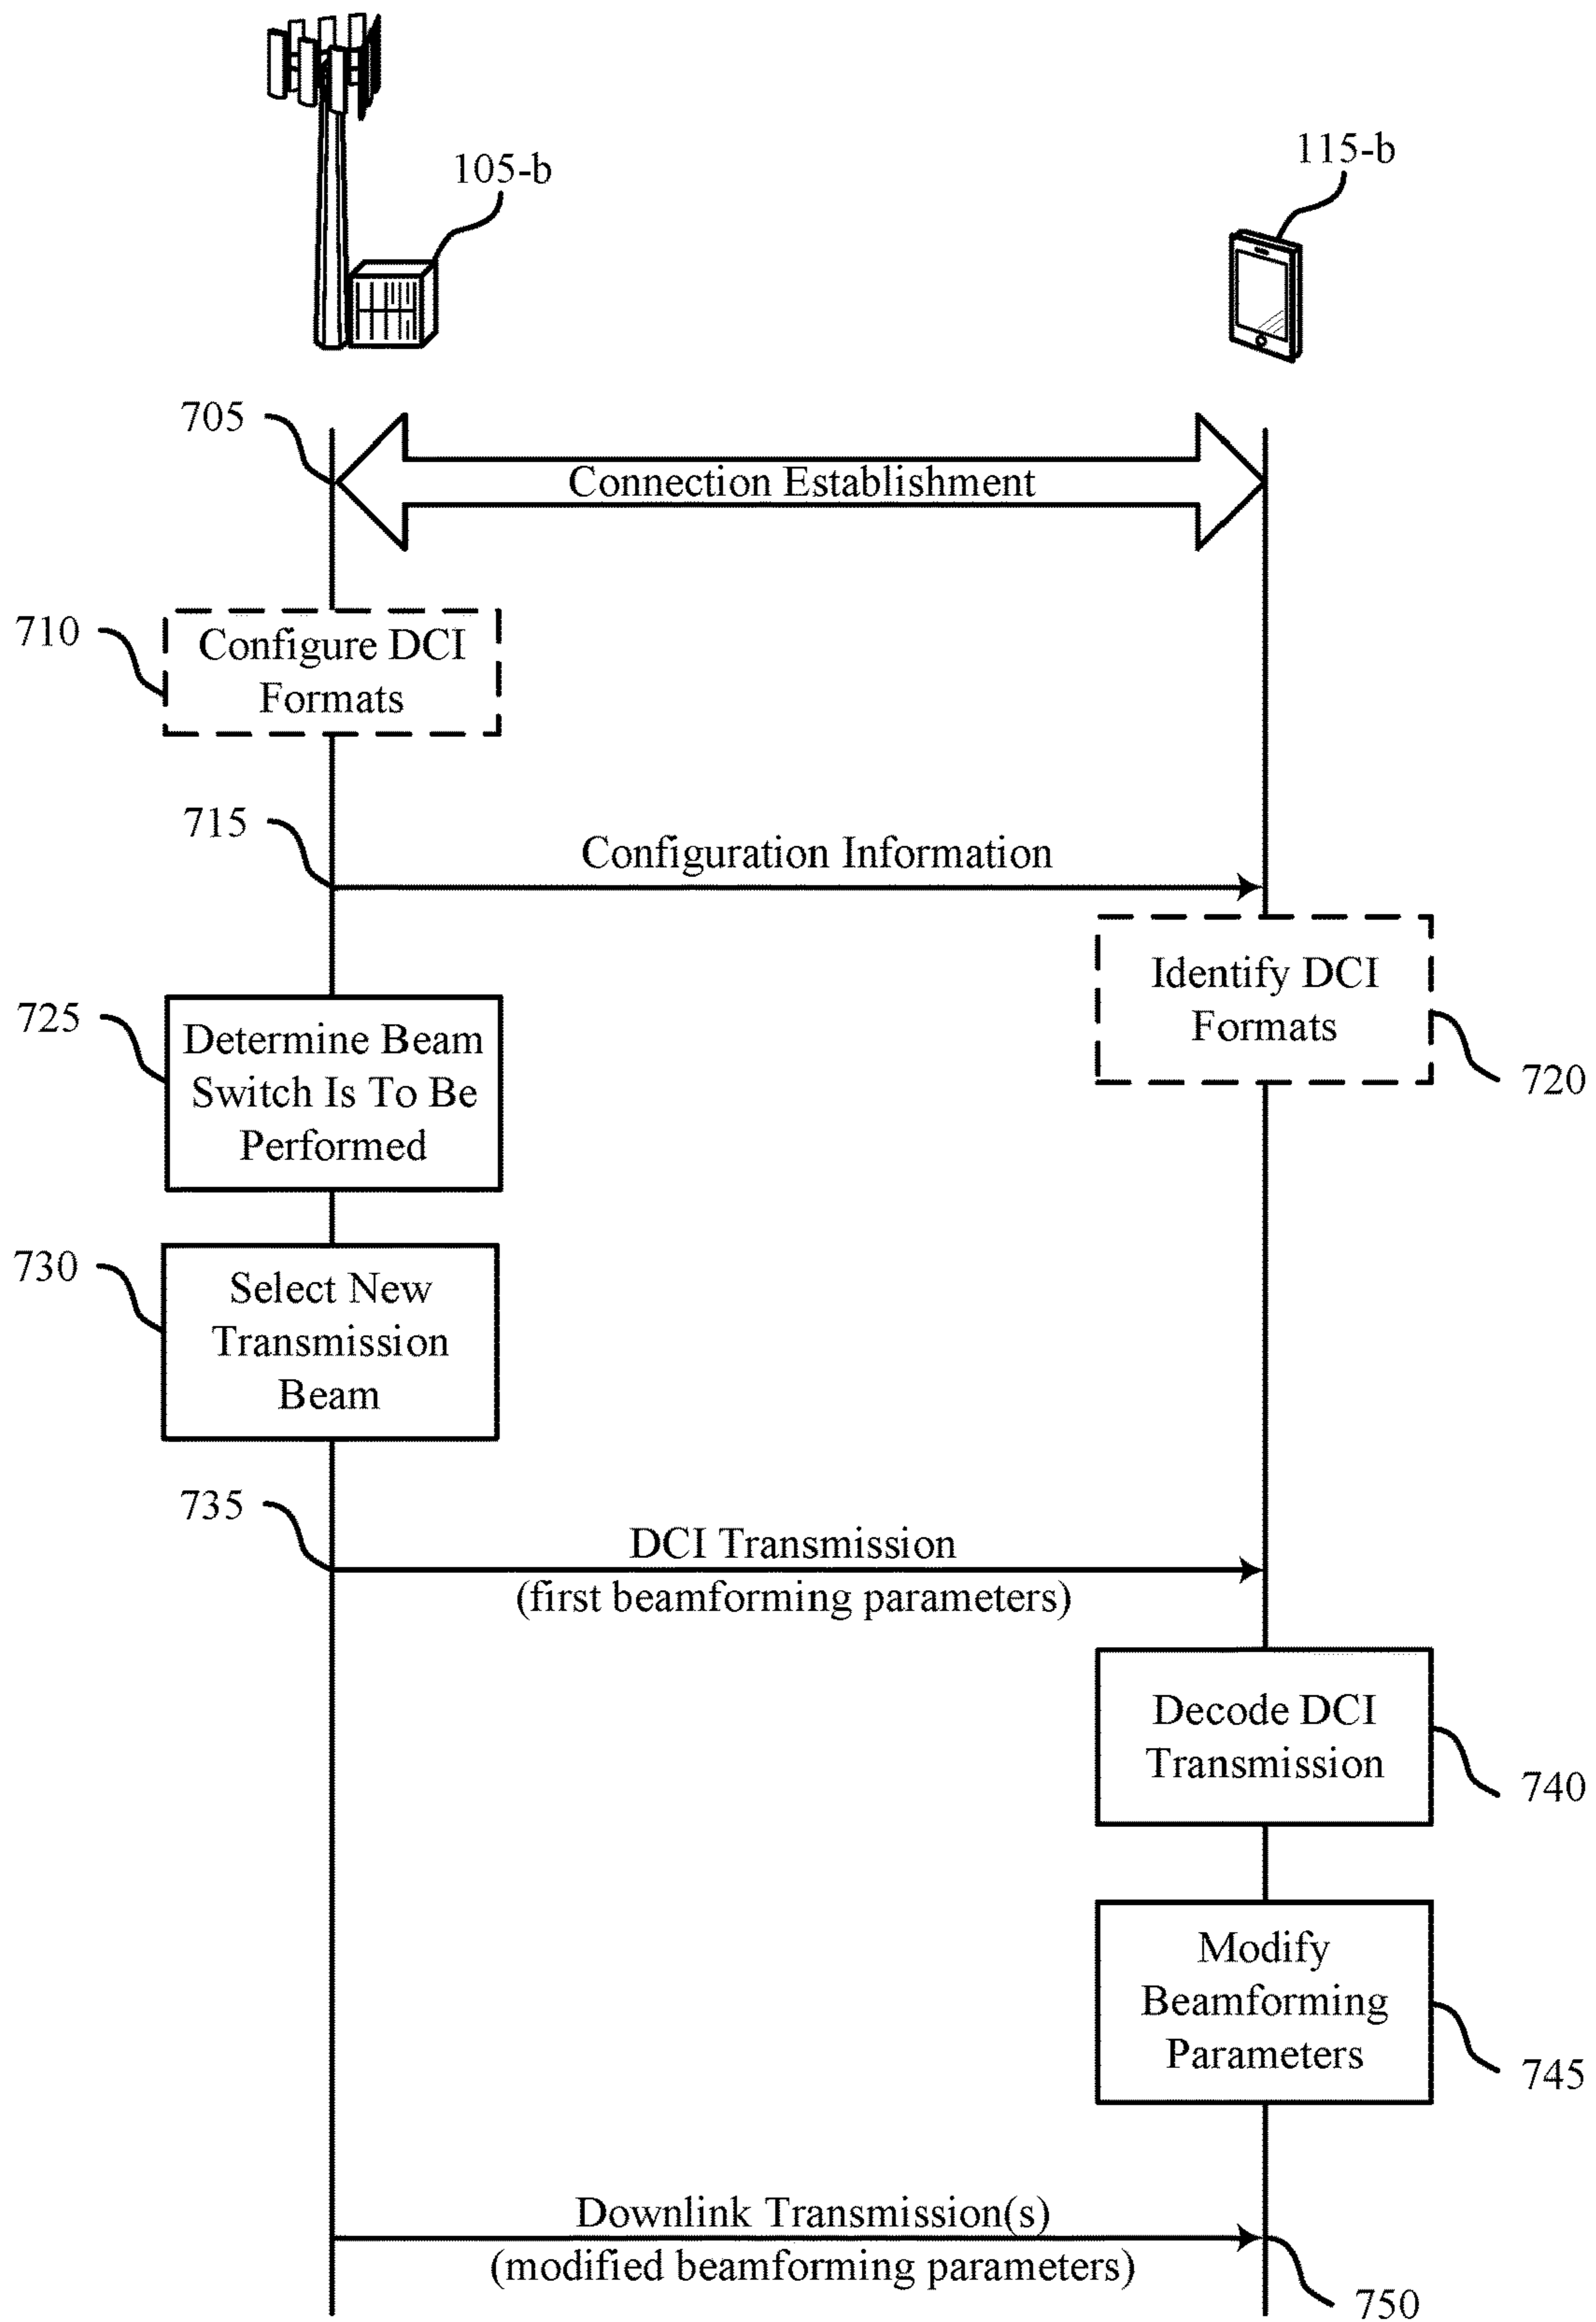 105-b
115-b
705
Connection Establishment
710
Configure DCI
Formats
715
Configuration Information
Identify DCI
Formats
720
725
Determine Beam
Switch Is To Be
Performed
730
Select New
Transmission
Beam
735
DCI Transmission
(first beamforming parameters)
Decode DCI
Transmission
740
Modify
Beamforming
Parameters
745
Downlink Transmission(s)
(modified beamforming parameters)
750